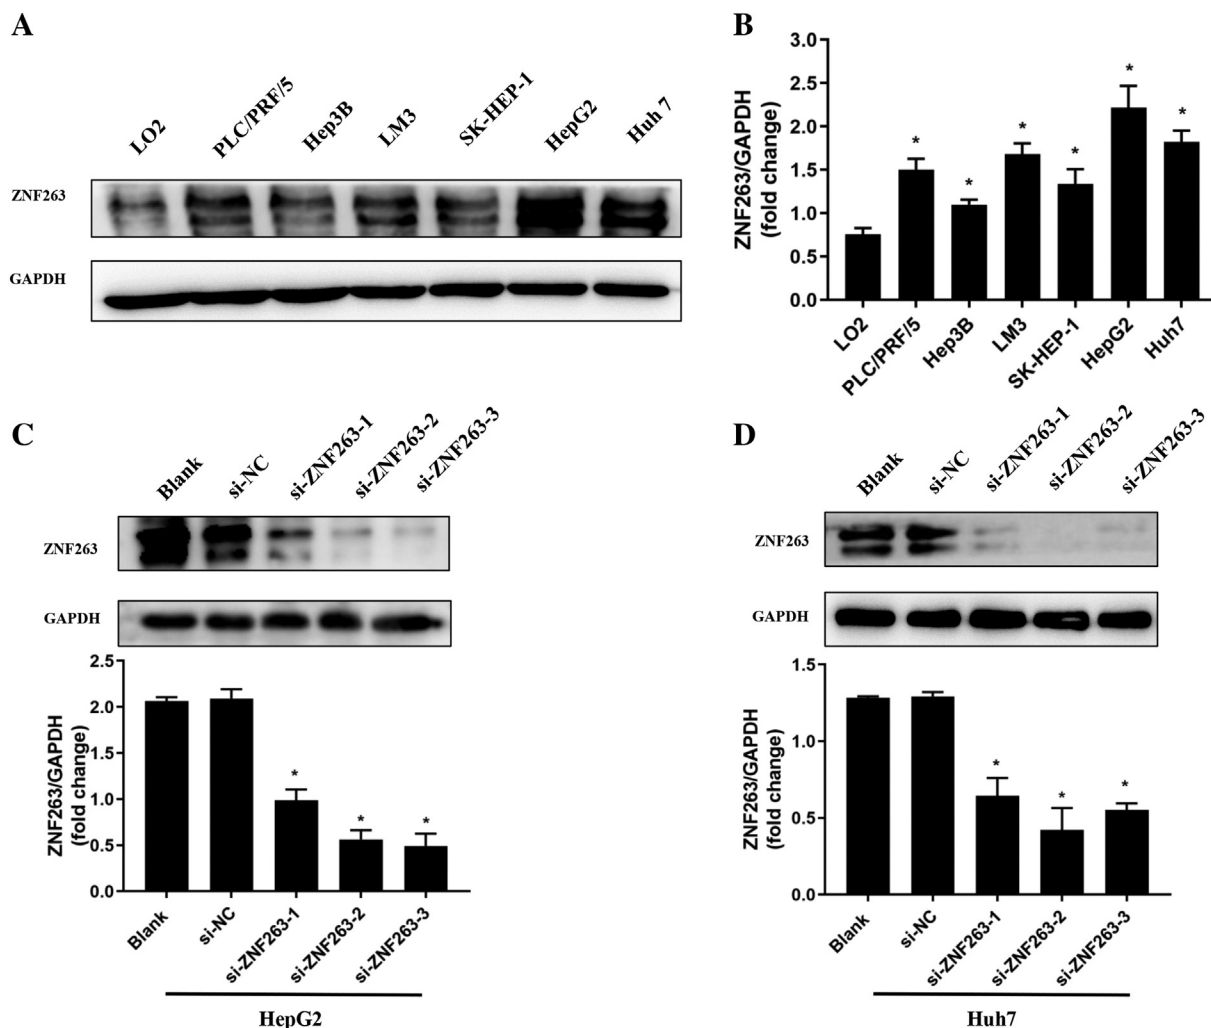 A
LO2
PLC/PRF/5
Hep3B
LM3
SK-HEP-1
HepG2
Huh 7
ZNF263
GAPDH
B
ZNF263/GAPDH
(fold change)
3.0
2.5
2.0
1.5
1.0
0.5
0.0
*
*
*
*
*
*
LO2
PLC/PRF/5
Hep3B
LM3
SK-HEP-1
HepG2
Huh7
C
Blank
si-NC
si-ZNF263-1
si-ZNF263-2
si-ZNF263-3
ZNF263
GAPDH
ZNF263/GAPDH
(fold change)
2.5
2.0
1.5
1.0
0.5
0.0
*
*
*
Blank
si-NC
si-ZNF263-1
si-ZNF263-2
si-ZNF263-3
HepG2
D
Blank
si-NC
si-ZNF263-1
si-ZNF263-2
si-ZNF263-3
ZNF263
GAPDH
ZNF263/GAPDH
(fold change)
1.5
1.0
0.5
0.0
*
*
*
Blank
si-NC
si-ZNF263-1
si-ZNF263-2
si-ZNF263-3
Huh7